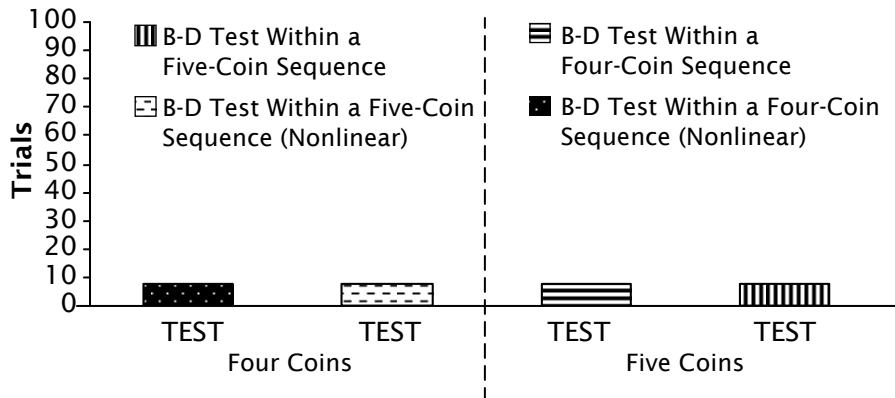 100
90
80
70
60
50
40
30
20
10
0
Trials
B-D Test Within a
Five-Coin Sequence
B-D Test Within a Five-Coin
Sequence (Nonlinear)
B-D Test Within a
Four-Coin Sequence
B-D Test Within a Four-Coin
Sequence (Nonlinear)
TEST TEST TEST TEST
Four Coins Five Coins